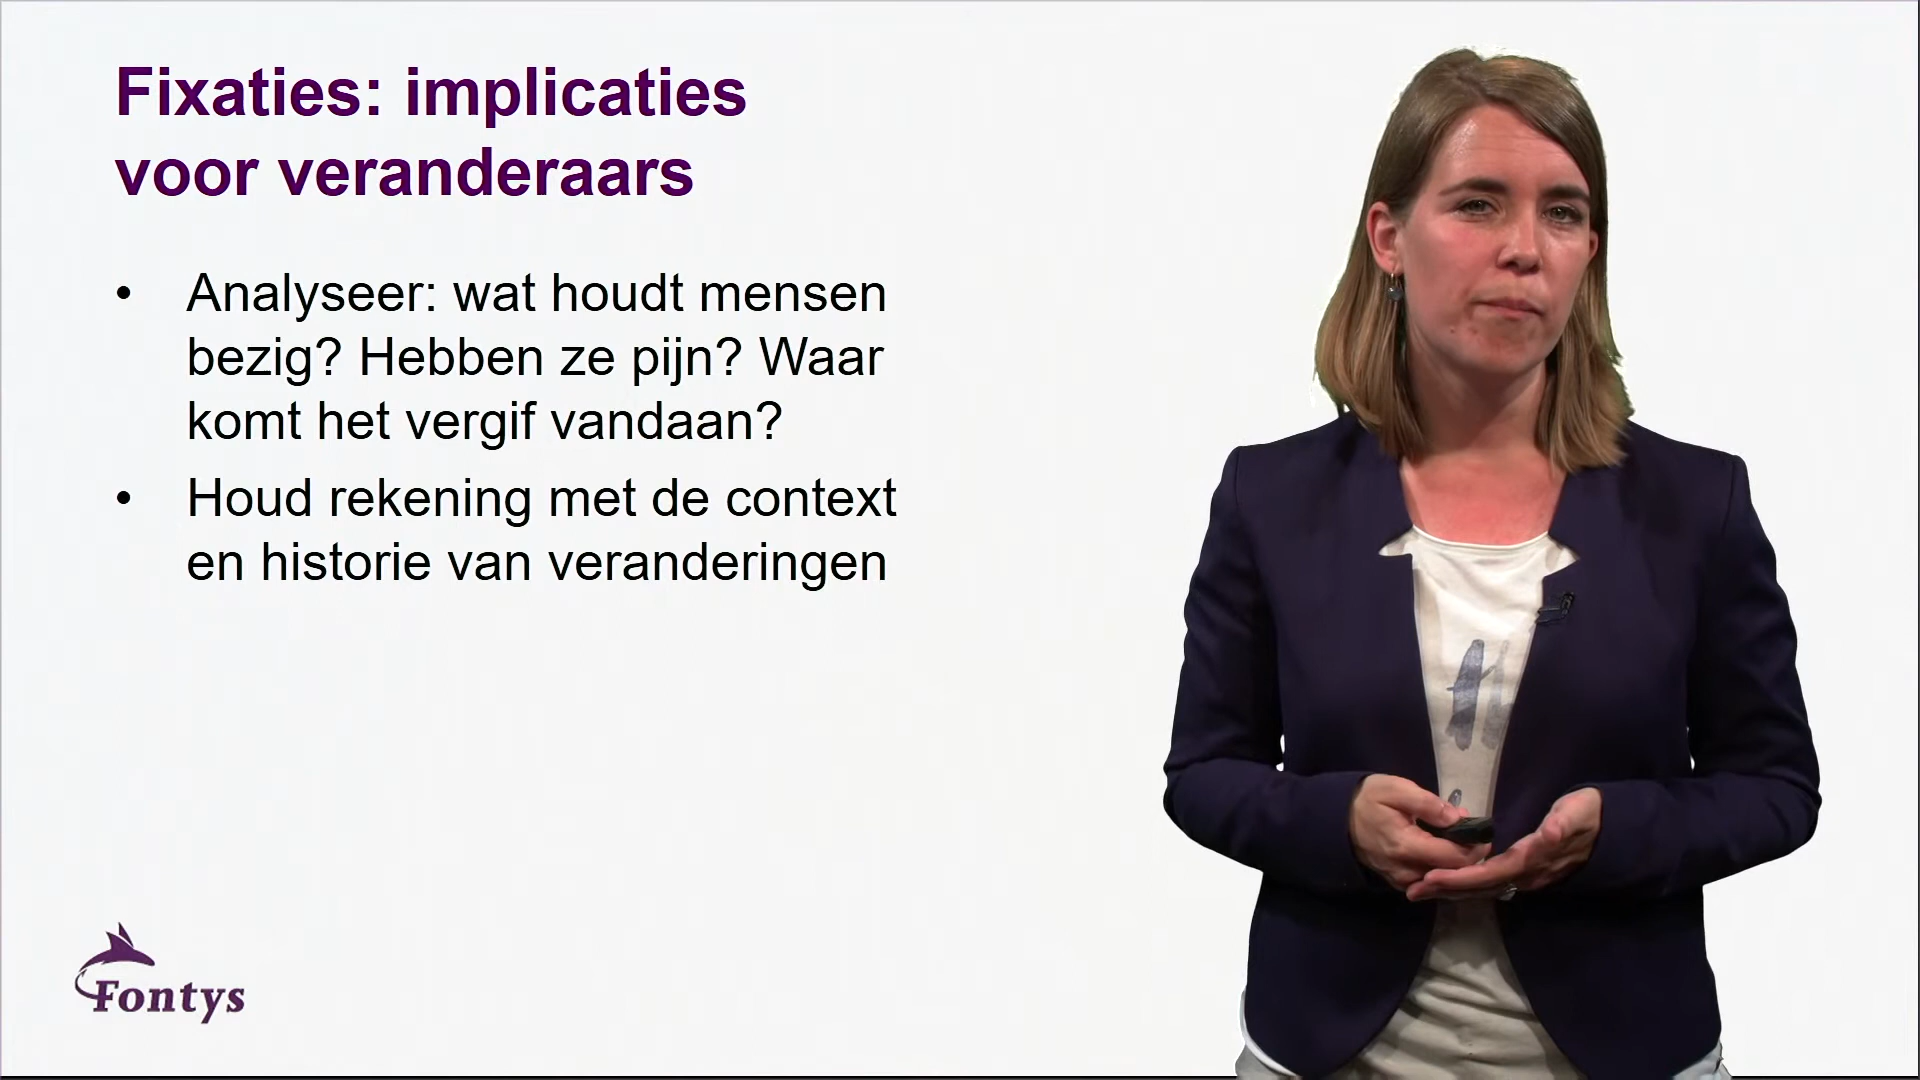 Fixaties: implicaties
voor veranderaars
• Analyseer: wat houdt mensen
bezig? Hebben ze pijn? Waar
komt het vergif vandaan?
• Houd rekening met de context
en historie van veranderingen
Fontys